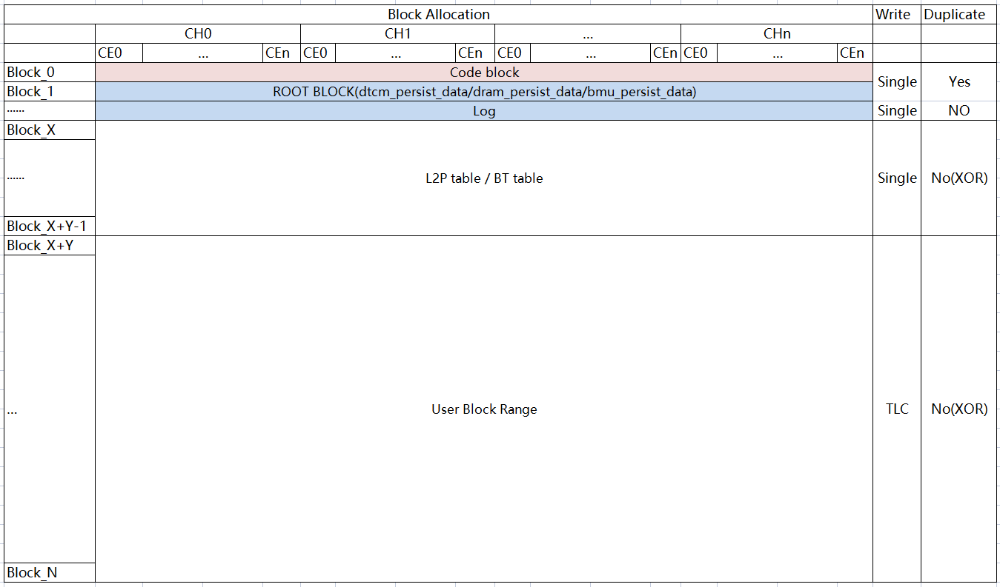 Block Allocation Write Duplicate
CH0 CH1 ... CHn
CE0 ... CEn CE0 ... CEn CE0 ... CEn CE0 ... CEn
Block_0 Code block
Single Yes
Block_1 ROOT BLOCK(dtcm_persist_data/dram_persist_data/bmu_persist_data)
...... Log Single NO
Block_X
...... L2P table / BT table Single No(XOR)
Block_X+Y-1
Block_X+Y
... User Block Range TLC No(XOR)
Block_N